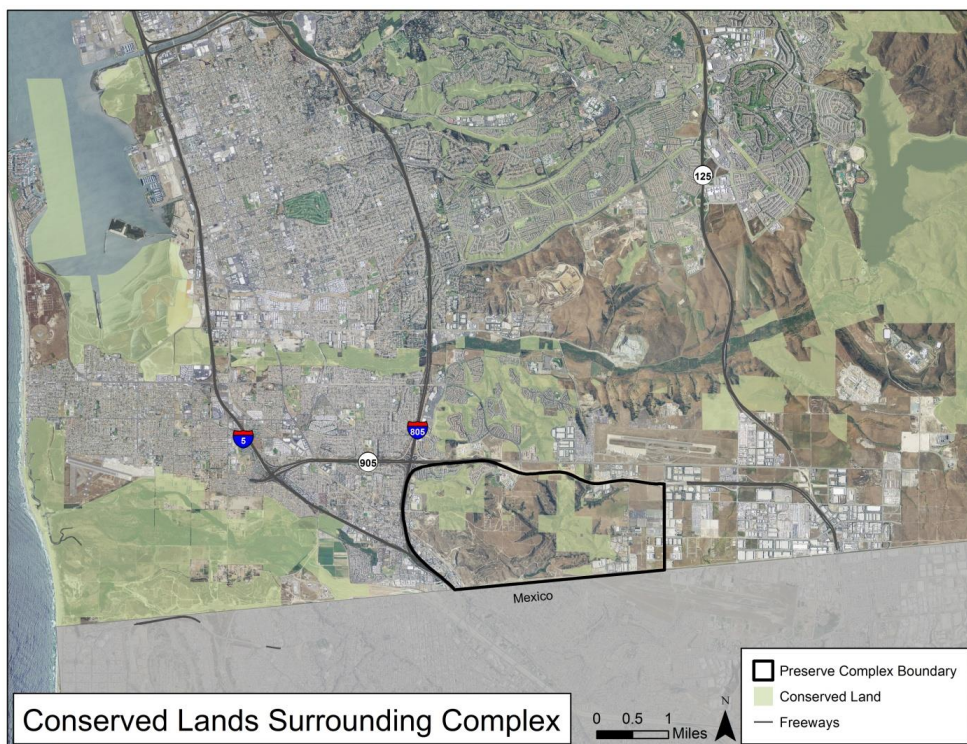 125
5
805
905
Mexico
Conserved Lands Surrounding Complex
0 0.5 1
Miles
N
Preserve Complex Boundary
Conserved Land
Freeways